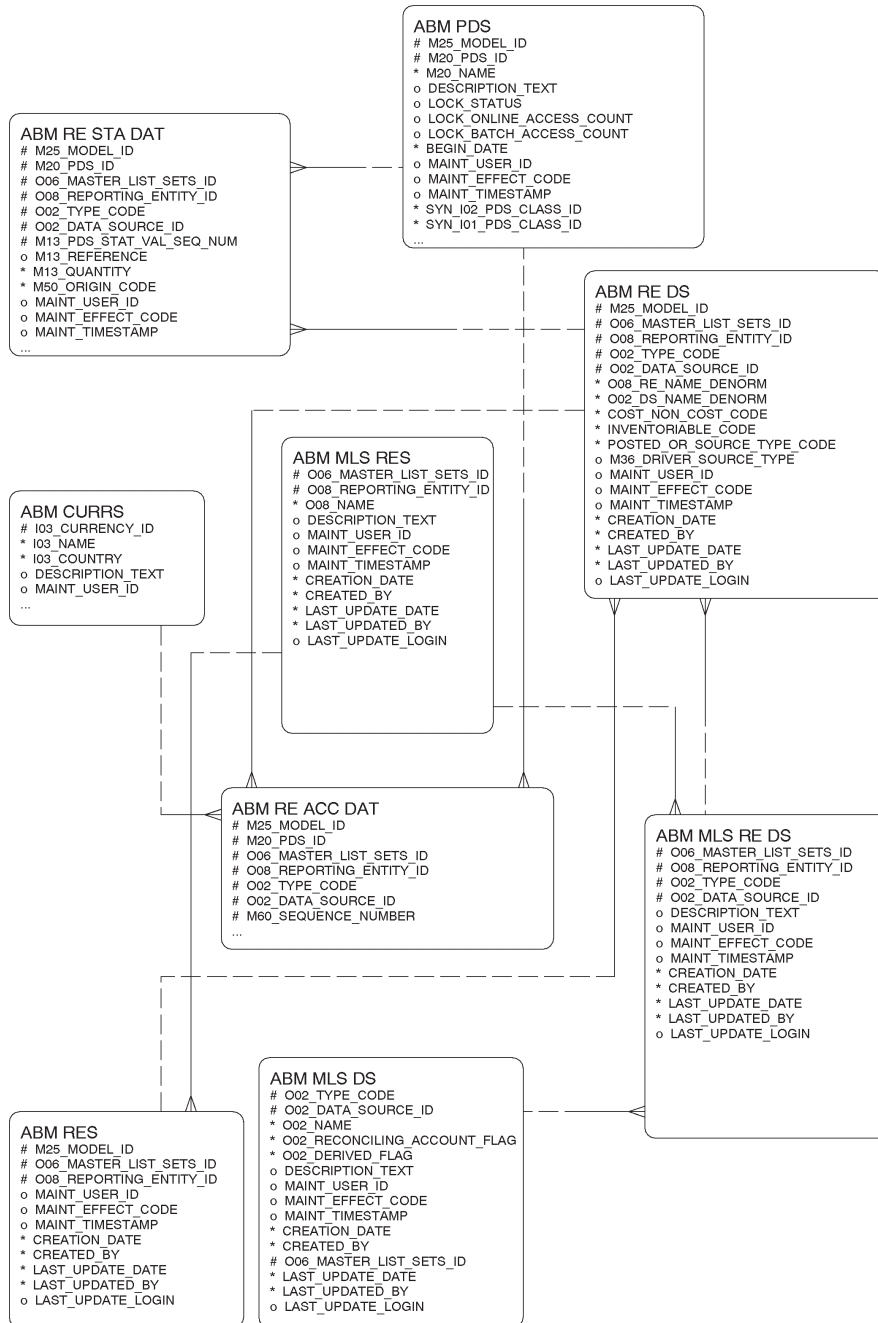 ABM PDS
# M25_MODEL_ID
# M20_PDS_ID
* M20_NAME
o DESCRIPTION_TEXT
o LOCK_STATUS
o LOCK_ONLINE_ACCESS_COUNT
o LOCK_BATCH_ACCESS_COUNT
* BEGIN_DATE
o MAINT_USER_ID
o MAINT_EFFECT_CODE
o MAINT_TIMESTAMP
* SYN_I02_PDS_CLASS_ID
* SYN_I01_PDS_CLASS_ID
...
ABM RE STA DAT
# M25_MODEL_ID
# M20_PDS_ID
# O06_MASTER_LIST_SETS_ID
# O08_REPORTING_ENTITY_ID
# O02_TYPE_CODE
# O02_DATA_SOURCE_ID
# M13_PDS_STAT_VAL_SEQ_NUM
o M13_REFERENCE
* M13_QUANTITY
* M50_ORIGIN_CODE
o MAINT_USER_ID
o MAINT_EFFECT_CODE
o MAINT_TIMESTAMP
...
ABM RE DS
# M25_MODEL_ID
# O06_MASTER_LIST_SETS_ID
# O08_REPORTING_ENTITY_ID
# O02_TYPE_CODE
# O02_DATA_SOURCE_ID
* O08_RE_NAME_DENORM
* O02_DS_NAME_DENORM
* COST_NON_COST_CODE
* INVENTORIABLE_CODE
* POSTED_OR_SOURCE_TYPE_CODE
o M36_DRIVER_SOURCE_TYPE
o MAINT_USER_ID
o MAINT_EFFECT_CODE
o MAINT_TIMESTAMP
* CREATION_DATE
* CREATED_BY
* LAST_UPDATE_DATE
* LAST_UPDATED_BY
o LAST_UPDATE_LOGIN
ABM MLS RES
# O06_MASTER_LIST_SETS_ID
# O08_REPORTING_ENTITY_ID
* O08_NAME
o DESCRIPTION_TEXT
o MAINT_USER_ID
o MAINT_EFFECT_CODE
o MAINT_TIMESTAMP
* CREATION_DATE
* CREATED_BY
* LAST_UPDATE_DATE
* LAST_UPDATED_BY
o LAST_UPDATE_LOGIN
ABM CURRS
# I03_CURRENCY_ID
* I03_NAME
* I03_COUNTRY
o DESCRIPTION_TEXT
o MAINT_USER_ID
...
ABM RE ACC DAT
# M25_MODEL_ID
# M20_PDS_ID
# O06_MASTER_LIST_SETS_ID
# O08_REPORTING_ENTITY_ID
# O02_TYPE_CODE
# O02_DATA_SOURCE_ID
# M60_SEQUENCE_NUMBER
...
ABM MLS RE DS
# O06_MASTER_LIST_SETS_ID
# O08_REPORTING_ENTITY_ID
# O02_TYPE_CODE
# O02_DATA_SOURCE_ID
o DESCRIPTION_TEXT
o MAINT_USER_ID
o MAINT_EFFECT_CODE
o MAINT_TIMESTAMP
* CREATION_DATE
* CREATED_BY
* LAST_UPDATE_DATE
* LAST_UPDATED_BY
o LAST_UPDATE_LOGIN
ABM MLS DS
# O02_TYPE_CODE
# O02_DATA_SOURCE_ID
* O02_NAME
* O02_RECONCILING_ACCOUNT_FLAG
* O02_DERIVED_FLAG
o DESCRIPTION_TEXT
o MAINT_USER_ID
o MAINT_EFFECT_CODE
o MAINT_TIMESTAMP
* CREATION_DATE
* CREATED_BY
# O06_MASTER_LIST_SETS_ID
* LAST_UPDATE_DATE
* LAST_UPDATED_BY
o LAST_UPDATE_LOGIN
ABM RES
# M25_MODEL_ID
# O06_MASTER_LIST_SETS_ID
# O08_REPORTING_ENTITY_ID
o MAINT_USER_ID
o MAINT_EFFECT_CODE
o MAINT_TIMESTAMP
* CREATION_DATE
* CREATED_BY
* LAST_UPDATE_DATE
* LAST_UPDATED_BY
o LAST_UPDATE_LOGIN